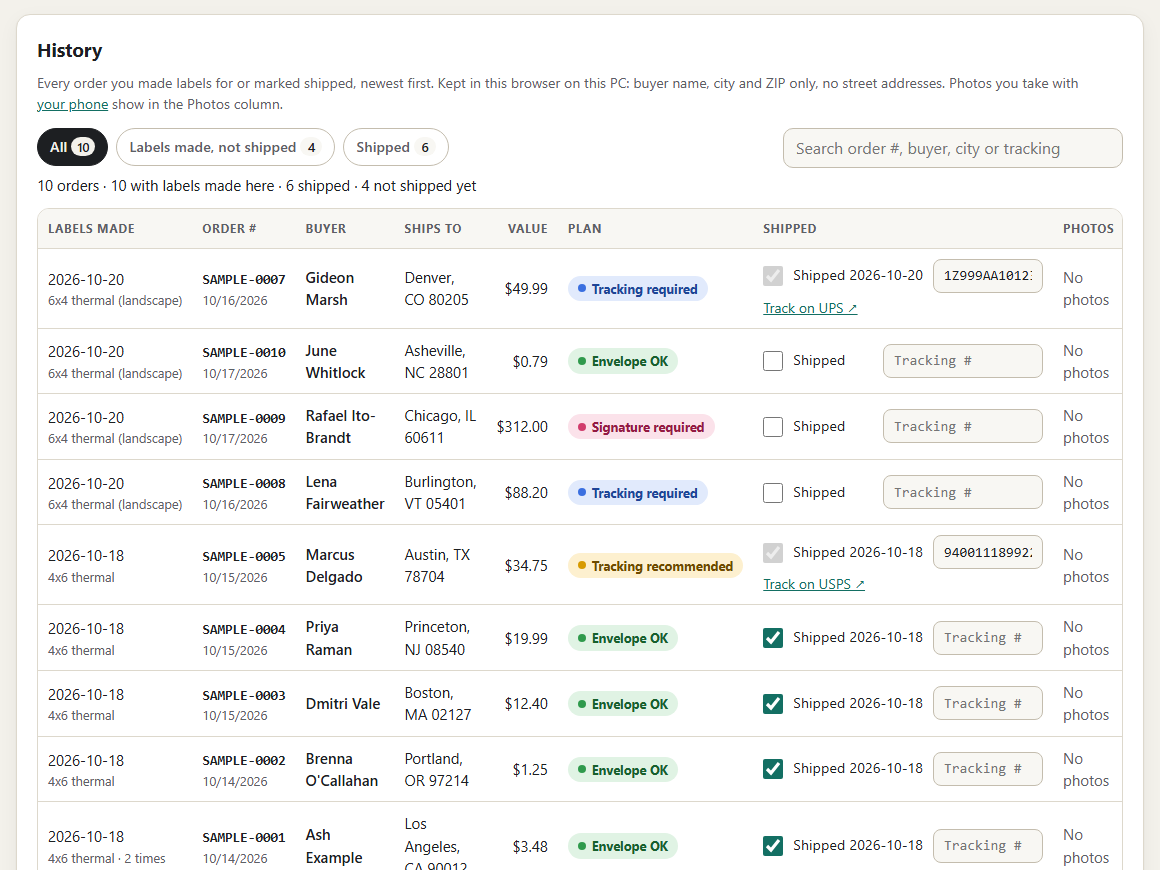 History
Every order you made labels for or marked shipped, newest first. Kept in this browser on this PC: buyer name, city and ZIP only, no street addresses. Photos you take with
your phone show in the Photos column.
All 10
Labels made, not shipped 4
Shipped 6
Search order #, buyer, city or tracking
10 orders · 10 with labels made here · 6 shipped · 4 not shipped yet
LABELS MADE ORDER # BUYER SHIPS TO VALUE PLAN SHIPPED PHOTOS
2026-10-20
6x4 thermal (landscape)
SAMPLE-0007
10/16/2026
Gideon
Marsh
Denver,
CO 80205
$49.99
Tracking required
Shipped 2026-10-20
1Z999AA1012
Track on UPS ↗
No
photos
2026-10-20
6x4 thermal (landscape)
SAMPLE-0010
10/17/2026
June
Whitlock
Asheville,
NC 28801
$0.79
Envelope OK
Shipped
Tracking #
No
photos
2026-10-20
6x4 thermal (landscape)
SAMPLE-0009
10/17/2026
Rafael Ito-
Brandt
Chicago, IL
60611
$312.00
Signature required
Shipped
Tracking #
No
photos
2026-10-20
6x4 thermal (landscape)
SAMPLE-0008
10/16/2026
Lena
Fairweather
Burlington,
VT 05401
$88.20
Tracking required
Shipped
Tracking #
No
photos
2026-10-18
4x6 thermal
SAMPLE-0005
10/15/2026
Marcus
Delgado
Austin, TX
78704
$34.75
Tracking recommended
Shipped 2026-10-18
94001118992
Track on USPS ↗
No
photos
2026-10-18
4x6 thermal
SAMPLE-0004
10/15/2026
Priya
Raman
Princeton,
NJ 08540
$19.99
Envelope OK
Shipped 2026-10-18
Tracking #
No
photos
2026-10-18
4x6 thermal
SAMPLE-0003
10/15/2026
Dmitri Vale
Boston,
MA 02127
$12.40
Envelope OK
Shipped 2026-10-18
Tracking #
No
photos
2026-10-18
4x6 thermal
SAMPLE-0002
10/14/2026
Brenna
O'Callahan
Portland,
OR 97214
$1.25
Envelope OK
Shipped 2026-10-18
Tracking #
No
photos
2026-10-18
4x6 thermal · 2 times
SAMPLE-0001
10/14/2026
Ash
Example
Los
Angeles,
CA 90012
$3.48
Envelope OK
Shipped 2026-10-18
Tracking #
No
photos